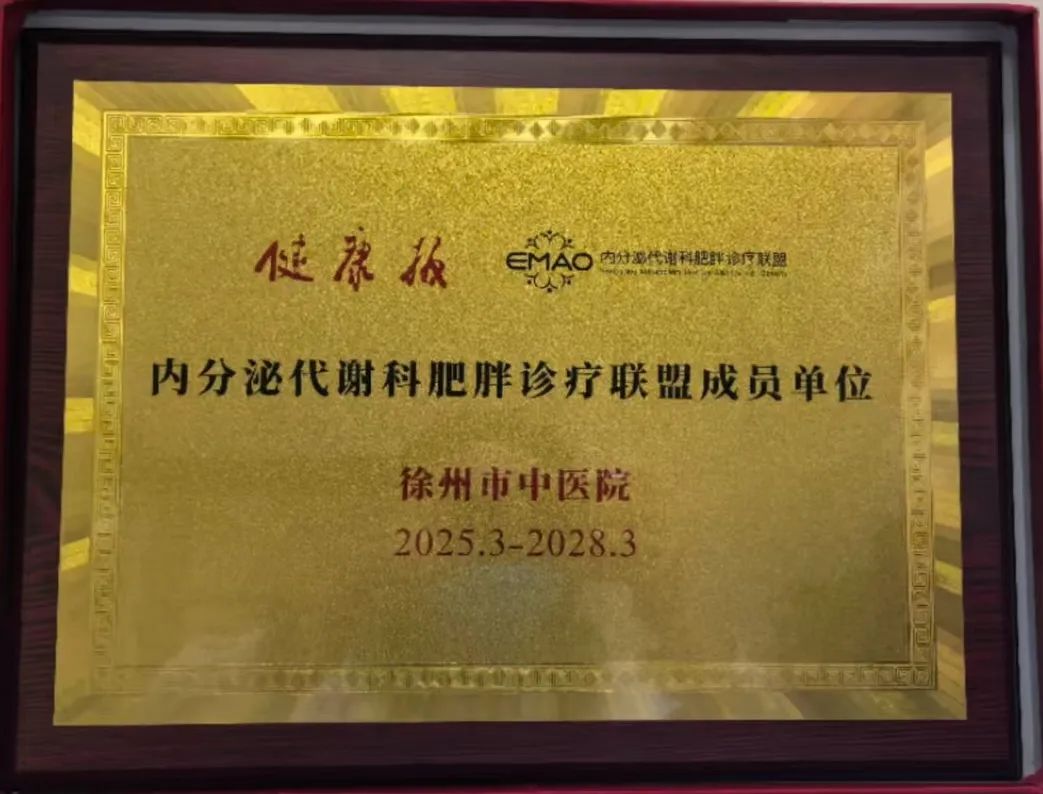 健康报
EMAO 内分泌代谢科肥胖诊疗联盟
内分泌代谢科肥胖诊疗联盟成员单位
徐州市中医院
2025.3-2028.3